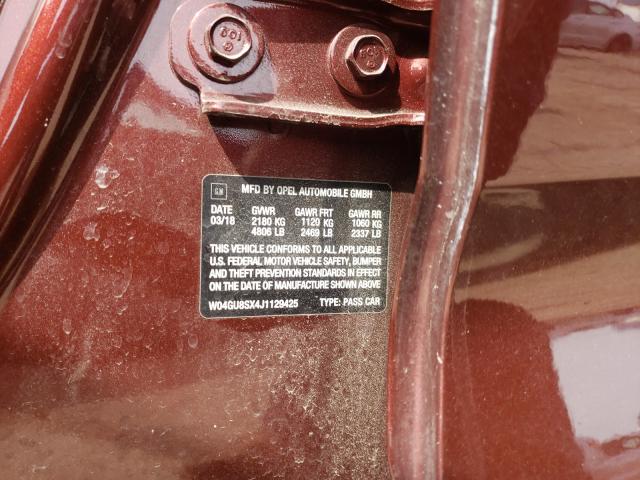 GM MFD BY OPEL AUTOMOBILE GMBH
DATE GVWR GAWR FRT GAWR RR
03/18 2180 KG 1129 KG 1060 KG
4806 LB 2469 LB 2337 LB
THIS VEHICLE CONFORMS TO ALL APPLICABLE
U.S. FEDERAL MOTOR VEHICLE SAFETY, BUMPER
AND THEFT PREVENTION STANDARDS IN EFFECT
ON THE DATE OF MANUFACTURE SHOWN ABOVE
W04GU8SX4J1129425 TYPE: PASS CAR